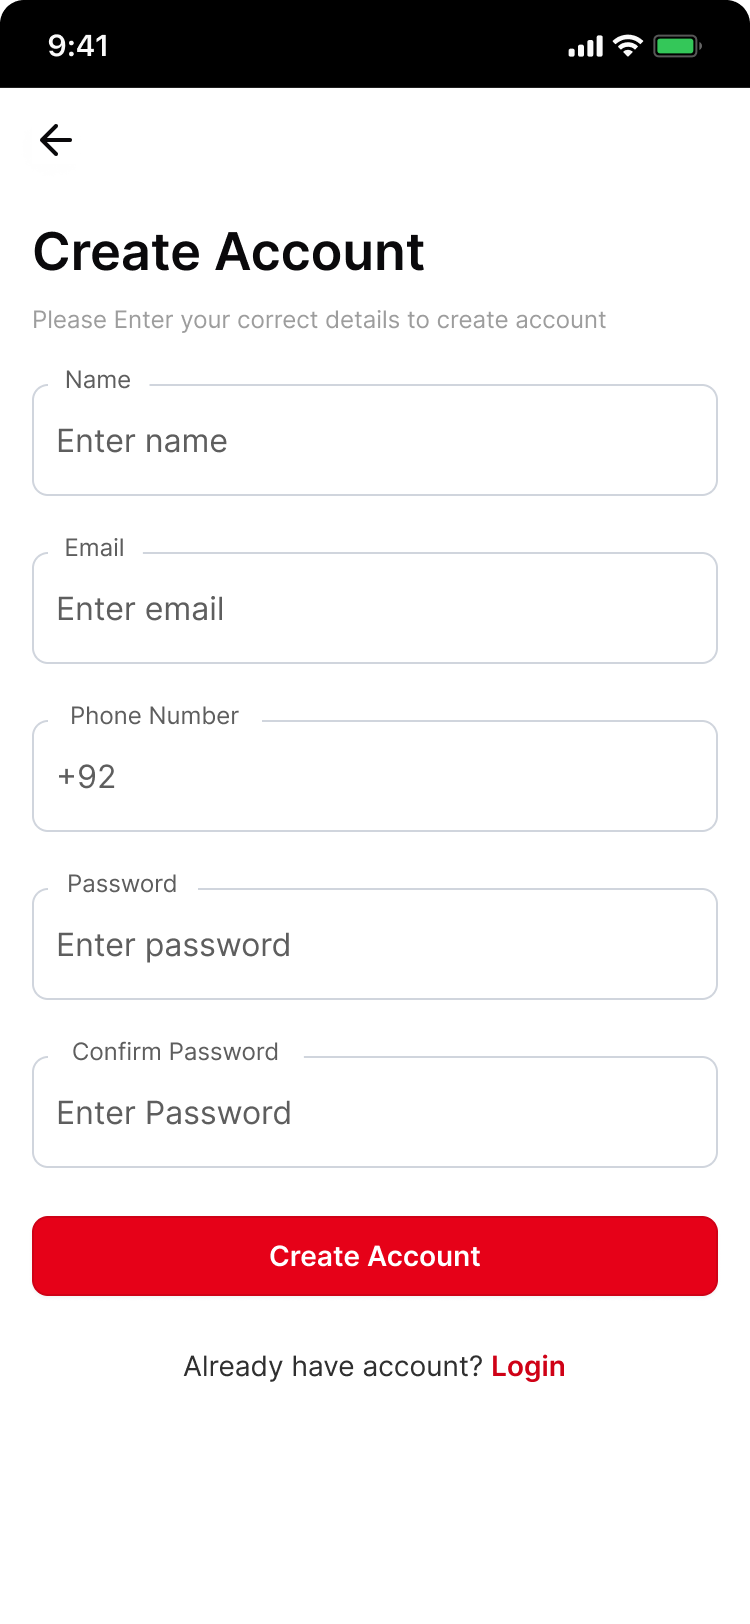 9:41
Create Account
Please Enter your correct details to create account
Name
Enter name
Email
Enter email
Phone Number
+92
Password
Enter password
Confirm Password
Enter Password
Create Account
Already have account? Login